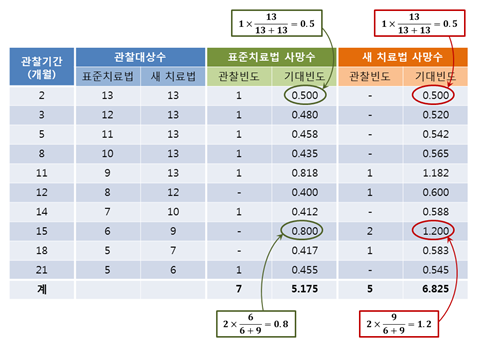 1 × 13/(13 + 13) = 0.5 1 × 13/(13 + 13) = 0.5
관찰기간 (개월) 관찰대상수 표준치료법 사망수 새 치료법 사망수
표준치료법 새 치료법 관찰빈도 기대빈도 관찰빈도 기대빈도
2 13 13 1 0.500 - 0.500
3 12 13 1 0.480 - 0.520
5 11 13 1 0.458 - 0.542
8 10 13 1 0.435 - 0.565
11 9 13 1 0.818 1 1.182
12 8 12 - 0.400 1 0.600
14 7 10 1 0.412 - 0.588
15 6 9 - 0.800 2 1.200
18 5 7 - 0.417 1 0.583
21 5 6 1 0.455 - 0.545
계 7 5.175 5 6.825
2 × 6/(6 + 9) = 0.8 2 × 9/(6 + 9) = 1.2